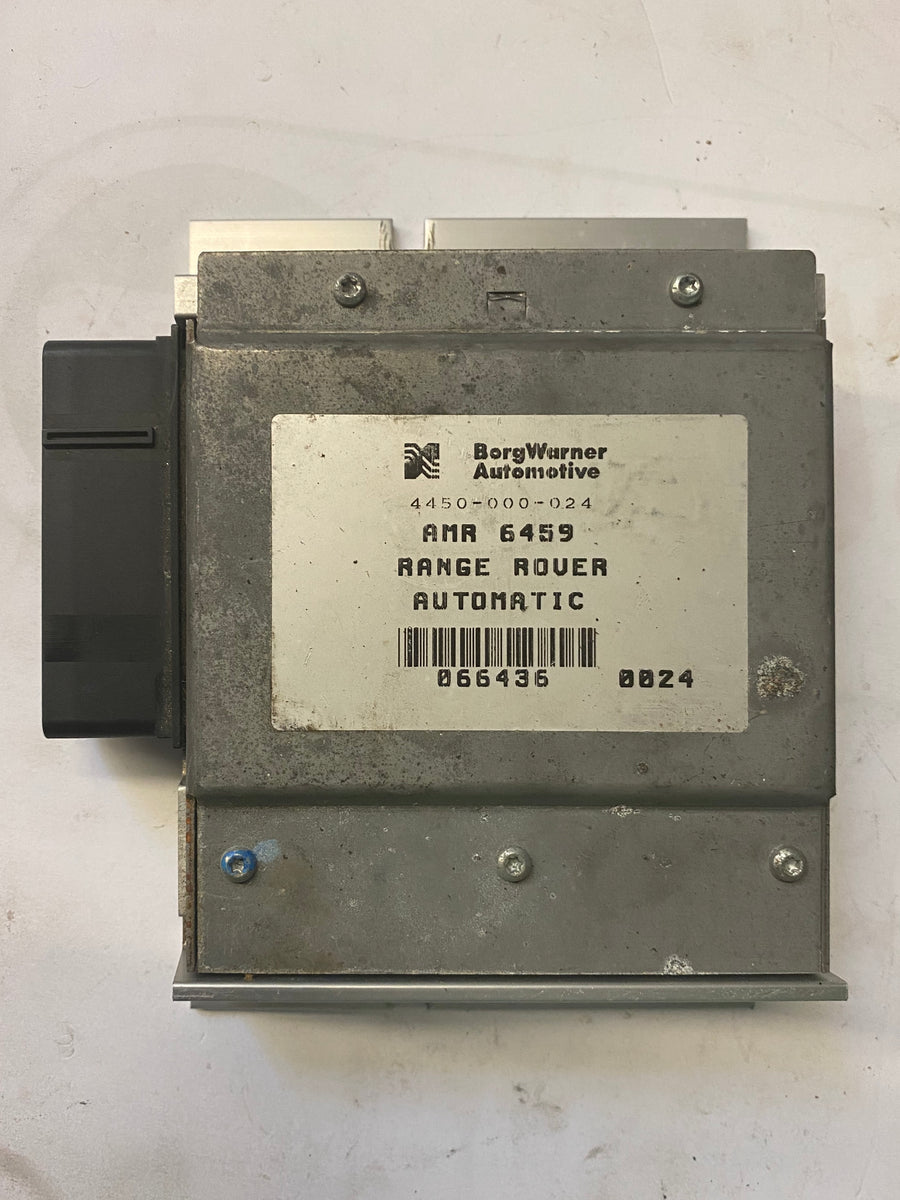 BorgWarner
Automotive
4450-000-024
AMR 6459
RANGE ROVER
AUTOMATIC
066436 0024